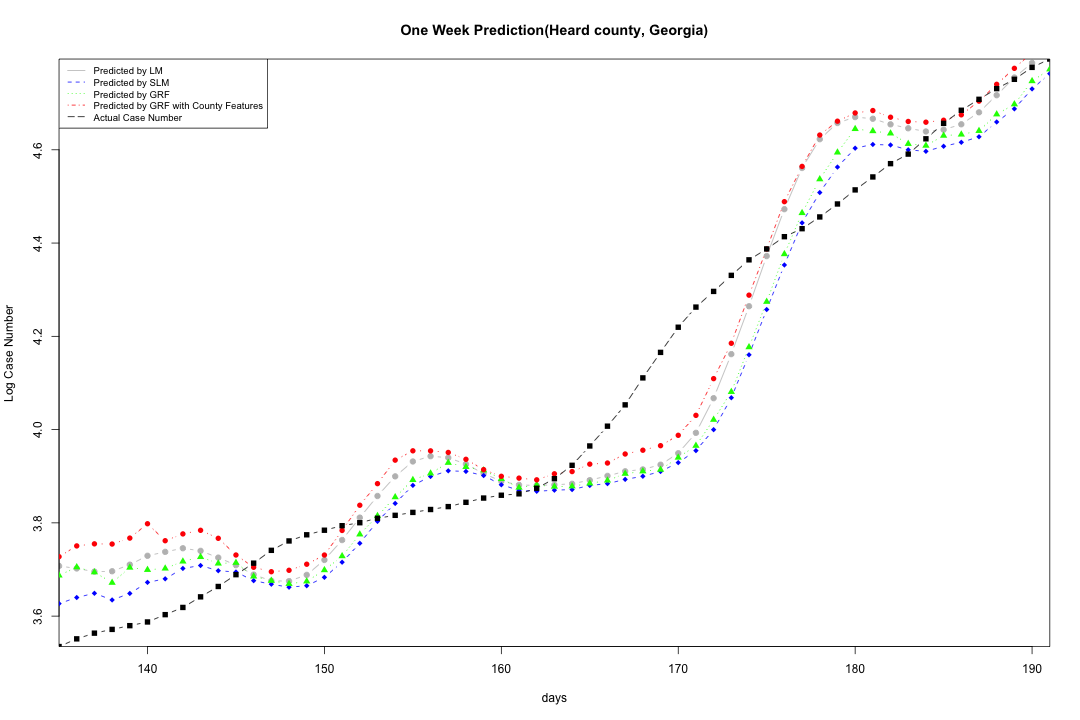 One Week Prediction(Heard county, Georgia)
Predicted by LM
Predicted by SLM
Predicted by GRF
Predicted by GRF with County Features
Actual Case Number
Log Case Number
4.6
4.4
4.2
4.0
3.8
3.6
140 150 160 170 180 190
days